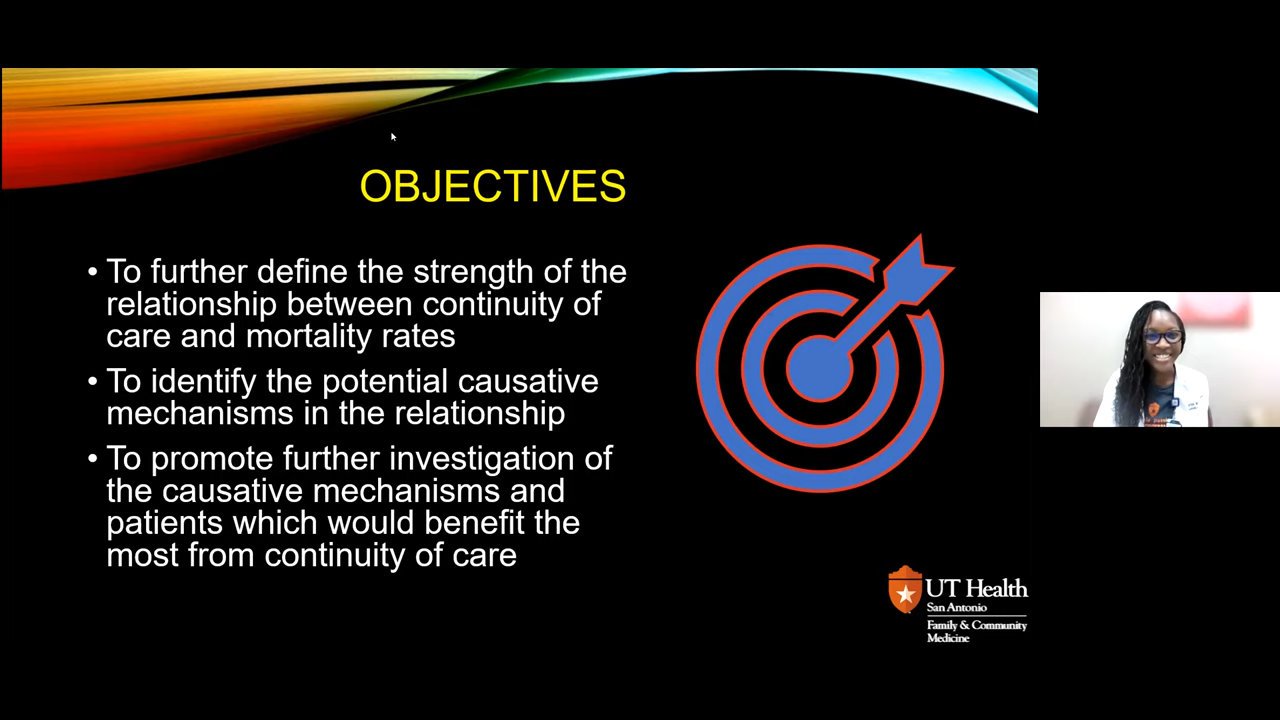 OBJECTIVES
• To further define the strength of the
relationship between continuity of
care and mortality rates
• To identify the potential causative
mechanisms in the relationship
• To promote further investigation of
the causative mechanisms and
patients which would benefit the
most from continuity of care
UT Health
San Antonio
Family & Community
Medicine